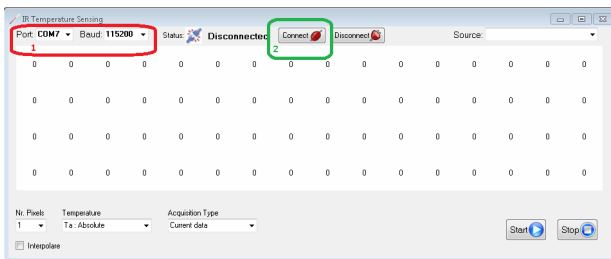 IR Temperature Sensing
Port: COM7 Baud: 115200 Status: Disconnected Connect Disconnect Source:
1 2
0 0 0 0 0 0 0 0 0 0 0 0 0 0 0 0
0 0 0 0 0 0 0 0 0 0 0 0 0 0 0 0
0 0 0 0 0 0 0 0 0 0 0 0 0 0 0 0
0 0 0 0 0 0 0 0 0 0 0 0 0 0 0 0
Nr. Pixels Temperature Acquisition Type
1 Ta : Absolute Current data
Start Stop
Interpolare